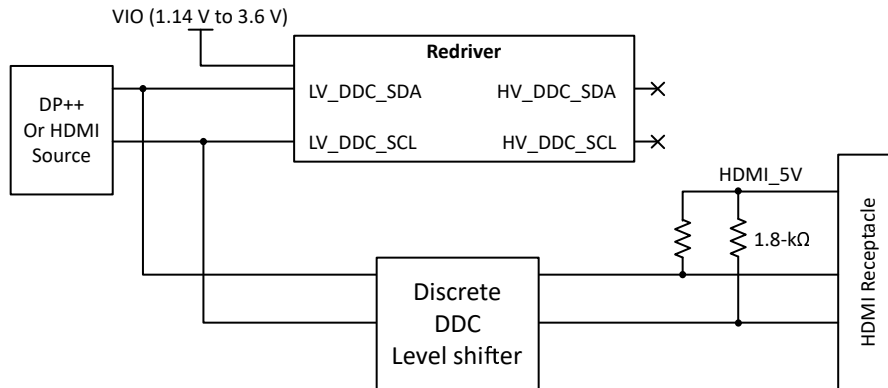 VIO (1.14 V to 3.6 V)
Redriver
DP++
Or HDMI
Source
LV_DDC_SDA
HV_DDC_SDA
LV_DDC_SCL
HV_DDC_SCL
HDMI_5V
1.8-kΩ
HDMI Receptacle
Discrete
DDC
Level shifter